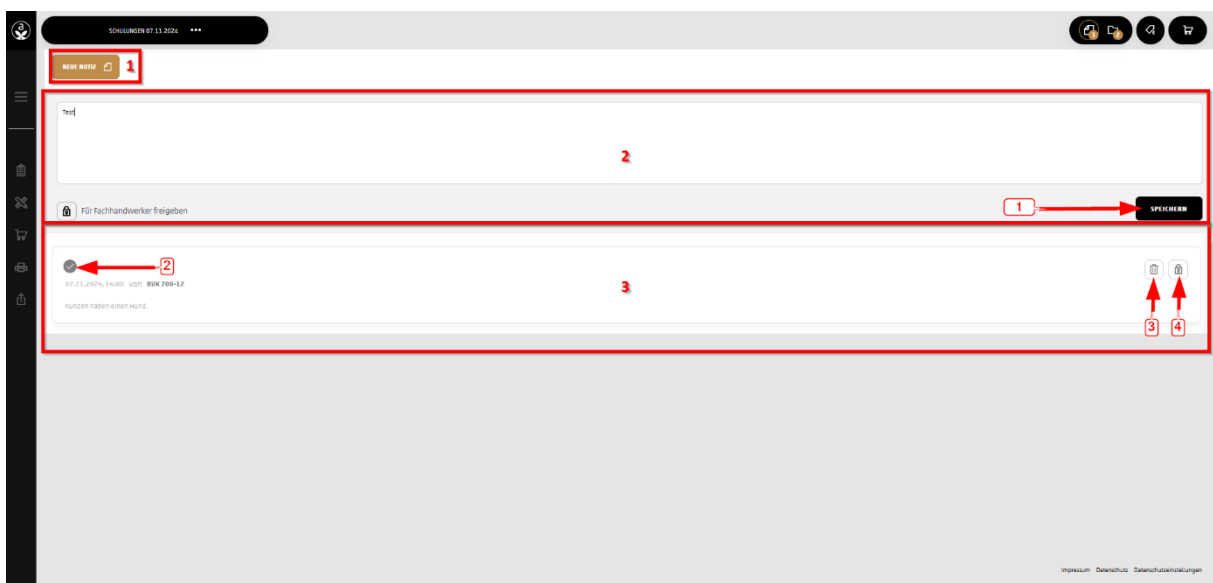 SCHULUNGEN 07.11.2024 •••
NEUE NOTIZ
1
Test
2
Für Fachhandwerker freigeben
1
SPEICHERN
2
07.11.2024, 14:00 von BVK 700-12
3
Kunden haben einen Hund.
3
4
Impressum Datenschutz Datenschutzeinstellungen